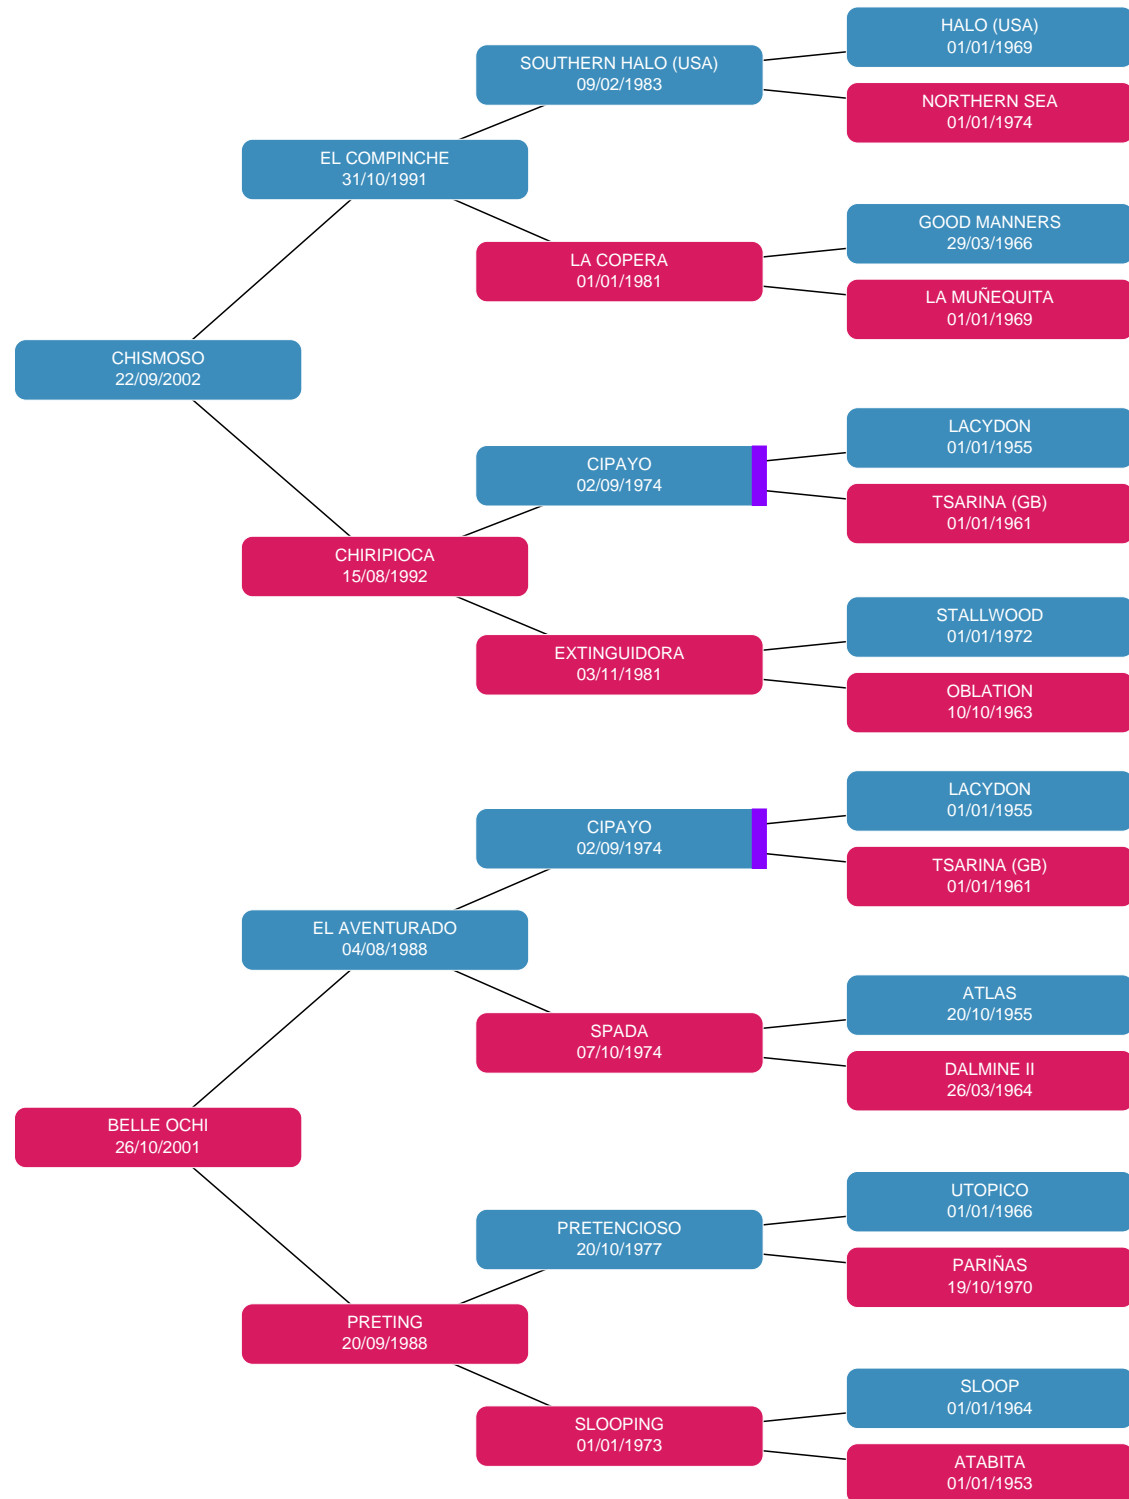 HALO (USA)
01/01/1969
SOUTHERN HALO (USA)
09/02/1983
NORTHERN SEA
01/01/1974
EL COMPINCHE
31/10/1991
GOOD MANNERS
29/03/1966
LA COPERA
01/01/1981
LA MUÑEQUITA
01/01/1969
CHISMOSO
22/09/2002
LACYDON
01/01/1955
CIPAYO
02/09/1974
TSARINA (GB)
01/01/1961
CHIRIPIOCA
15/08/1992
STALLWOOD
01/01/1972
EXTINGUIDORA
03/11/1981
OBLATION
10/10/1963
LACYDON
01/01/1955
CIPAYO
02/09/1974
TSARINA (GB)
01/01/1961
EL AVENTURADO
04/08/1988
ATLAS
20/10/1955
SPADA
07/10/1974
DALMINE II
26/03/1964
BELLE OCHI
26/10/2001
UTOPICO
01/01/1966
PRETENCIOSO
20/10/1977
PARIÑAS
19/10/1970
PRETING
20/09/1988
SLOOP
01/01/1964
SLOOPING
01/01/1973
ATABITA
01/01/1953